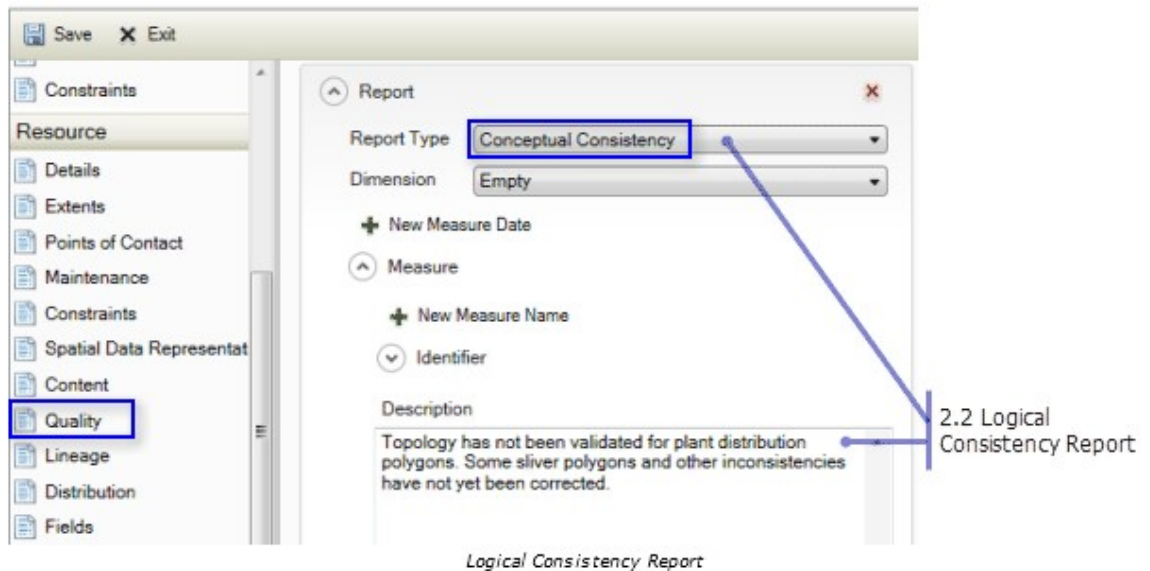 Save Exit
Constraints
Resource
Details
Extents
Points of Contact
Maintenance
Constraints
Spatial Data Representat
Content
Quality
Lineage
Distribution
Fields
Report
Report Type Conceptual Consistency
Dimension Empty
New Measure Date
Measure
New Measure Name
Identifier
Description
Topology has not been validated for plant distribution
polygons. Some sliver polygons and other inconsistencies
have not yet been corrected.
2.2 Logical
Consistency Report
Logical Consistency Report